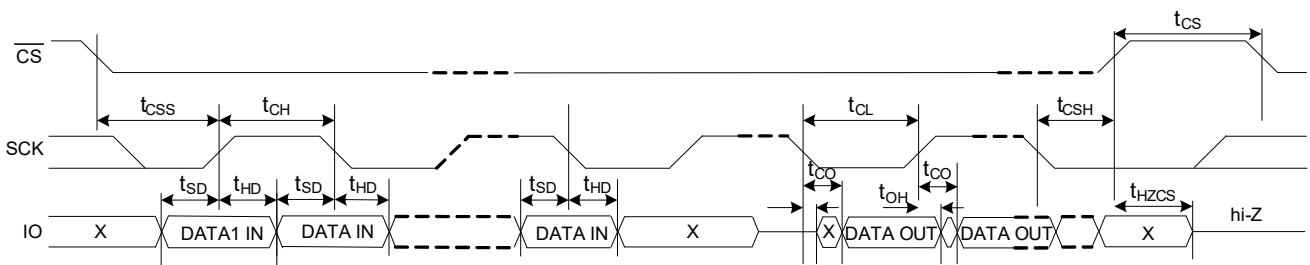 tCS
CS
tCSS tCH tCL tCSH
SCK
tSD tHD tSD tHD tSD tHD tCO tCO
tOH tHZCS
IO X DATA1 IN DATA IN DATA IN X X DATA OUT DATA OUT X hi-Z